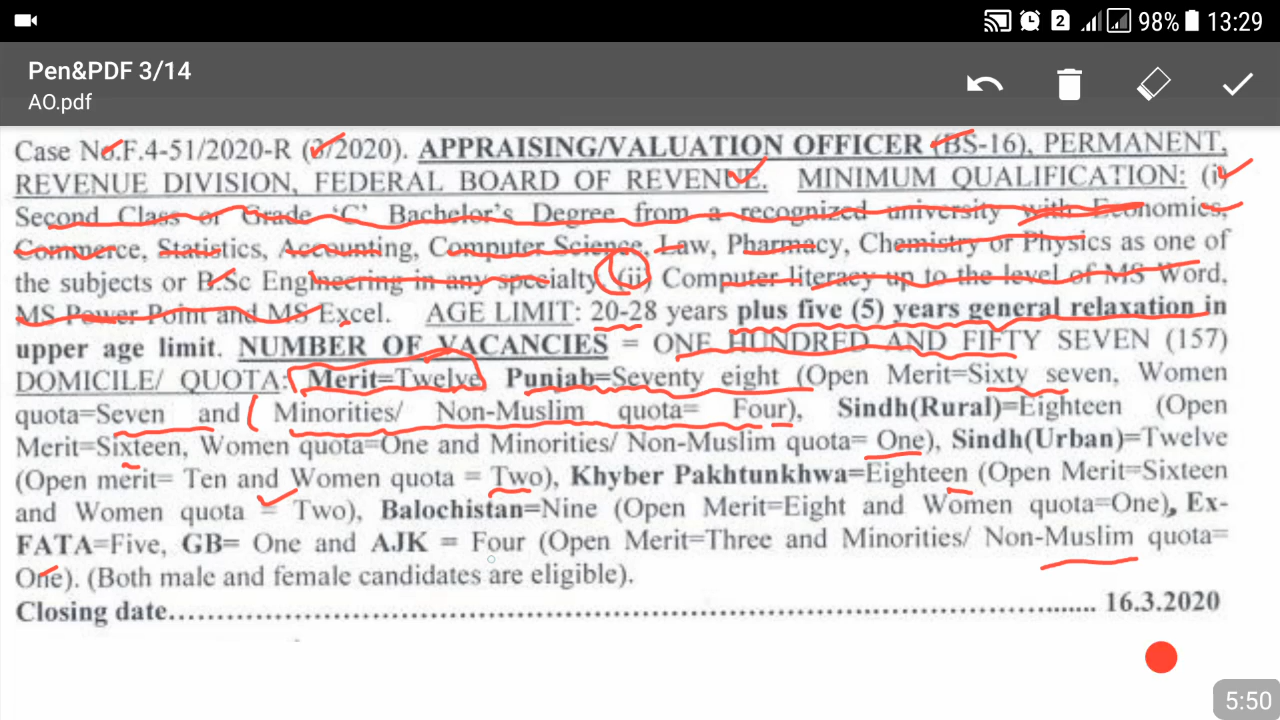 98% 13:29
Pen&PDF 3/14
AO.pdf
Case No.F.4-51/2020-R (3/2020). APPRAISING/VALUATION OFFICER (BS-16), PERMANENT,
REVENUE DIVISION, FEDERAL BOARD OF REVENUE. MINIMUM QUALIFICATION: (i)
Second Class or Grade ‘C’ Bachelor’s Degree from a recognized university with Economics,
Commerce, Statistics, Accounting, Computer Science, Law, Pharmacy, Chemistry or Physics as one of
the subjects or B.Sc Engineering in any specialty (ii) Computer literacy up to the level of MS Word,
MS Power Point and MS Excel. AGE LIMIT: 20-28 years plus five (5) years general relaxation in
upper age limit. NUMBER OF VACANCIES = ONE HUNDRED AND FIFTY SEVEN (157)
DOMICILE/ QUOTA: Merit=Twelve Punjab=Seventy eight (Open Merit=Sixty seven, Women
quota=Seven and Minorities/ Non-Muslim quota= Four), Sindh(Rural)=Eighteen (Open
Merit=Sixteen, Women quota=One and Minorities/ Non-Muslim quota= One), Sindh(Urban)=Twelve
(Open merit= Ten and Women quota = Two), Khyber Pakhtunkhwa=Eighteen (Open Merit=Sixteen
and Women quota = Two), Balochistan=Nine (Open Merit=Eight and Women quota=One), Ex-
FATA=Five, GB= One and AJK = Four (Open Merit=Three and Minorities/ Non-Muslim quota=
One). (Both male and female candidates are eligible).
Closing date.......................................................................... 16.3.2020
5:50